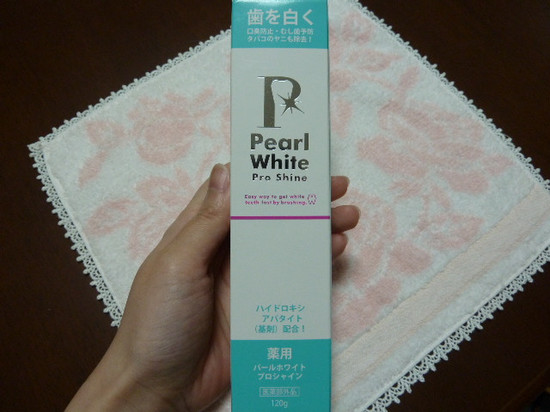 歯を白く
口臭防止・むし歯予防
タバコのヤニも除去!
P
Pearl
White
Pro Shine
Easy way to get white
teeth fast by brushing.
ハイドロキシ
アパタイト
(基剤)配合!
薬用
パールホワイト
プロシャイン
医薬部外品
120g